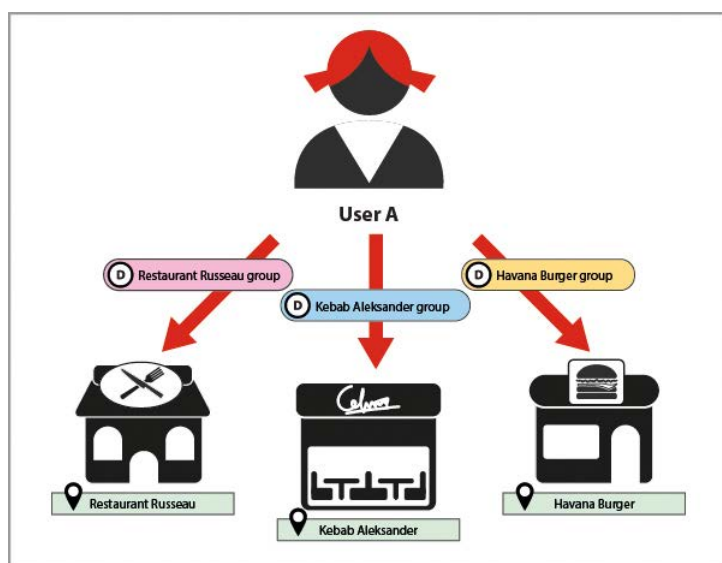 User A
D Restaurant Russeau group
D Havana Burger group
D Kebab Aleksander group
Restaurant Russeau
Kebab Aleksander
Havana Burger